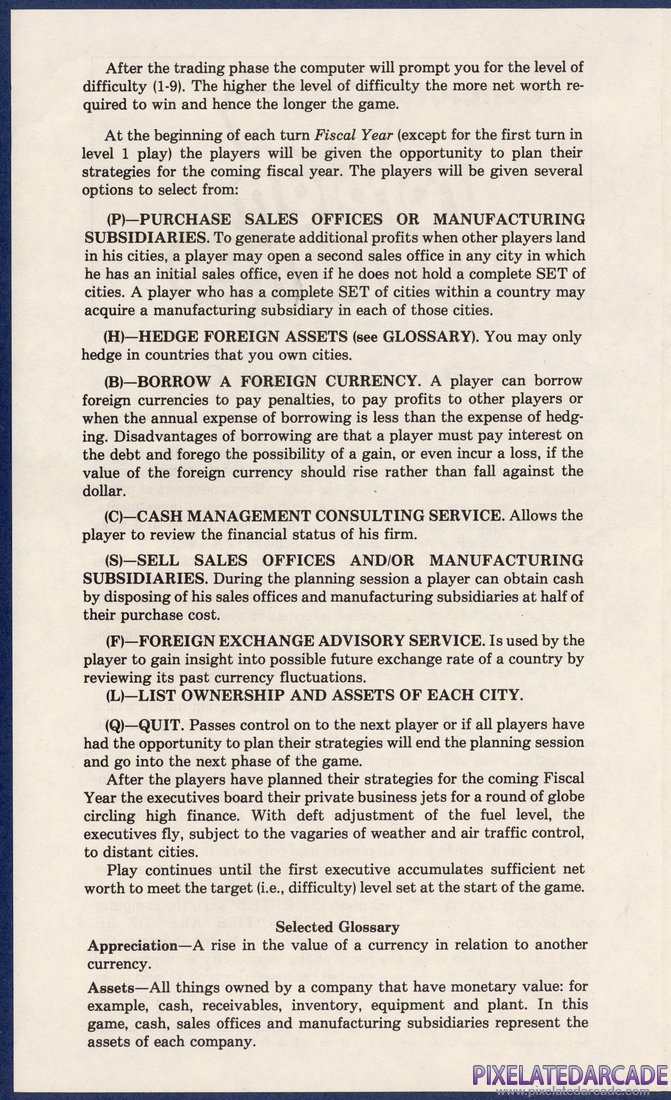 After the trading phase the computer will prompt you for the level of
difficulty (1-9). The higher the level of difficulty the more net worth re-
quired to win and hence the longer the game.
At the beginning of each turn Fiscal Year (except for the first turn in
level 1 play) the players will be given the opportunity to plan their
strategies for the coming fiscal year. The players will be given several
options to select from:
(P)—PURCHASE SALES OFFICES OR MANUFACTURING
SUBSIDIARIES. To generate additional profits when other players land
in his cities, a player may open a second sales office in any city in which
he has an initial sales office, even if he does not hold a complete SET of
cities. A player who has a complete SET of cities within a country may
acquire a manufacturing subsidiary in each of those cities.
(H)—HEDGE FOREIGN ASSETS (see GLOSSARY). You may only
hedge in countries that you own cities.
(B)—BORROW A FOREIGN CURRENCY. A player can borrow
foreign currencies to pay penalties, to pay profits to other players or
when the annual expense of borrowing is less than the expense of hedg-
ing. Disadvantages of borrowing are that a player must pay interest on
the debt and forego the possibility of a gain, or even incur a loss, if the
value of the foreign currency should rise rather than fall against the
dollar.
(C)—CASH MANAGEMENT CONSULTING SERVICE. Allows the
player to review the financial status of his firm.
(S)—SELL SALES OFFICES AND/OR MANUFACTURING
SUBSIDIARIES. During the planning session a player can obtain cash
by disposing of his sales offices and manufacturing subsidiaries at half of
their purchase cost.
(F)—FOREIGN EXCHANGE ADVISORY SERVICE. Is used by the
player to gain insight into possible future exchange rate of a country by
reviewing its past currency fluctuations.
(L)—LIST OWNERSHIP AND ASSETS OF EACH CITY.
(Q)—QUIT. Passes control on to the next player or if all players have
had the opportunity to plan their strategies will end the planning session
and go into the next phase of the game.
After the players have planned their strategies for the coming Fiscal
Year the executives board their private business jets for a round of globe
circling high finance. With deft adjustment of the fuel level, the
executives fly, subject to the vagaries of weather and air traffic control,
to distant cities.
Play continues until the first executive accumulates sufficient net
worth to meet the target (i.e., difficulty) level set at the start of the game.
Selected Glossary
Appreciation—A rise in the value of a currency in relation to another
currency.
Assets—All things owned by a company that have monetary value: for
example, cash, receivables, inventory, equipment and plant. In this
game, cash, sales offices and manufacturing subsidiaries represent the
assets of each company.
PIXELATEDARCADE
www.pixelatedarcade.com